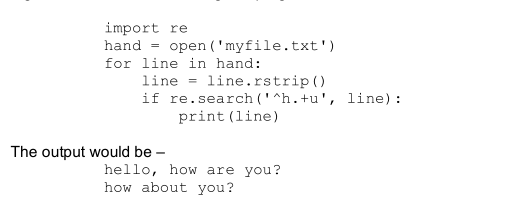 import re
hand = open('myfile.txt')
for line in hand:
    line = line.rstrip()
    if re.search('^h.+u', line):
        print(line)
The output would be –
hello, how are you?
how about you?